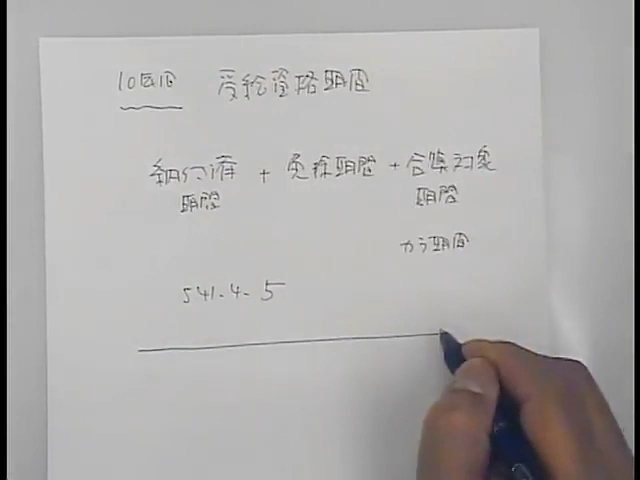 10回目 受給資格期間
納付済 + 免除期間 + 合算対象
期間 期間
カラ期間
S41.4.5